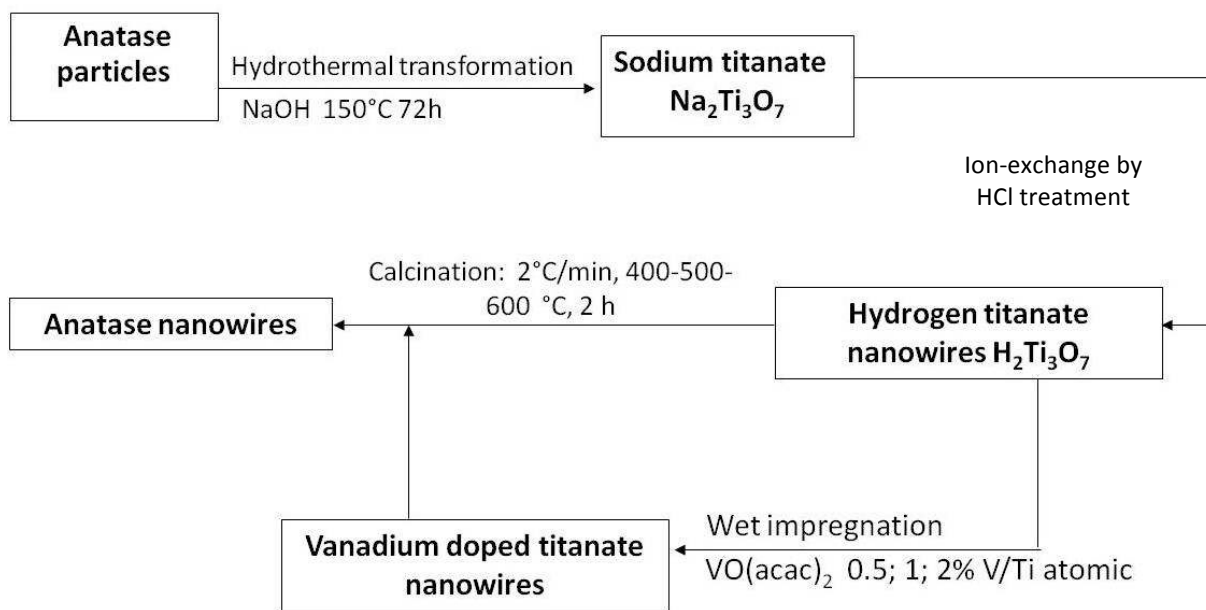 Anatase
particles
Hydrothermal transformation
NaOH 150°C 72h
Sodium titanate
Na₂Ti₃O₇
Ion-exchange by
HCl treatment
Calcination: 2°C/min, 400-500-
600 °C, 2 h
Anatase nanowires
Hydrogen titanate
nanowires H₂Ti₃O₇
Wet impregnation
VO(acac)₂ 0.5; 1; 2% V/Ti atomic
Vanadium doped titanate
nanowires